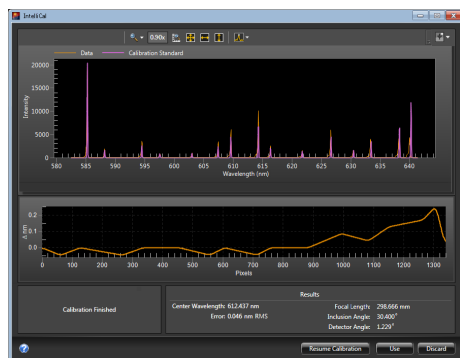 IntelliCal
0.90x
Data
Calibration Standard
Intensity
20000
15000
10000
5000
0
580 585 590 595 600 605 610 615 620 625 630 635 640
Wavelength (nm)
Δ nm
0.2
0.1
0.0
0 100 200 300 400 500 600 700 800 900 1000 1100 1200 1300
Pixels
Calibration Finished
Results
Center Wavelength: 612.437 nm
Error: 0.046 nm RMS
Focal Length: 298.666 mm
Inclusion Angle: 30.400°
Detector Angle: 1.229°
Resume Calibration
Use
Discard